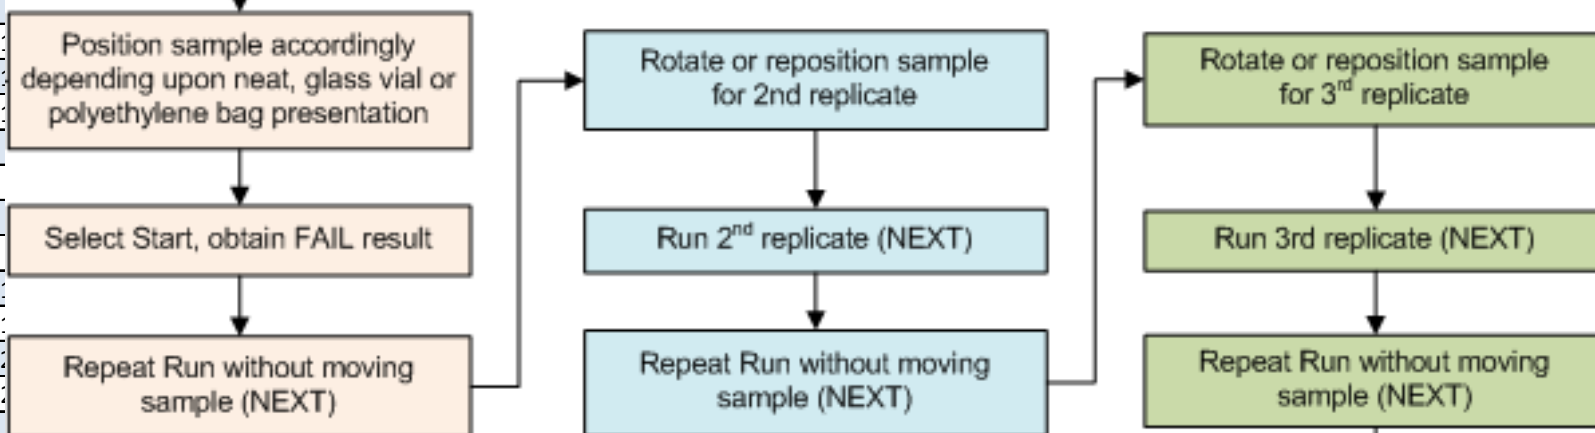 Position sample accordingly
depending upon neat, glass vial or
polyethylene bag presentation
Select Start, obtain FAIL result
Repeat Run without moving
sample (NEXT)
Rotate or reposition sample
for 2nd replicate
Run 2nd replicate (NEXT)
Repeat Run without moving
sample (NEXT)
Rotate or reposition sample
for 3rd replicate
Run 3rd replicate (NEXT)
Repeat Run without moving
sample (NEXT)